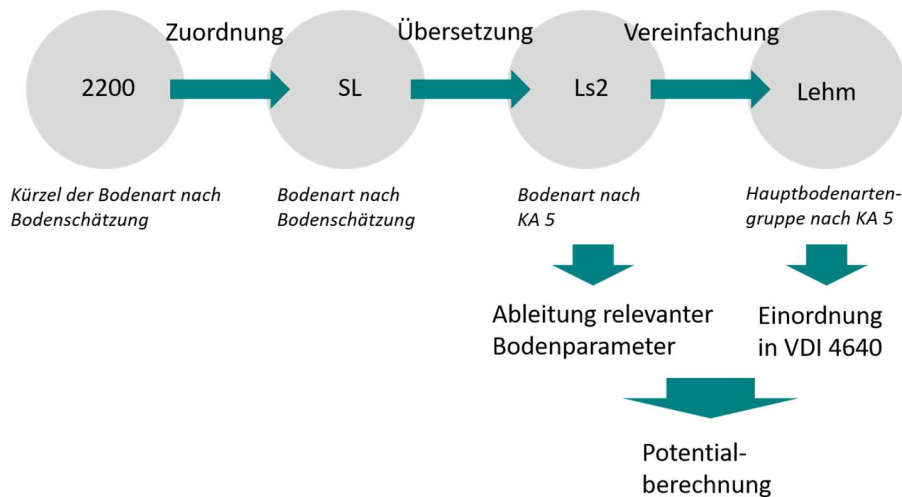 Zuordnung
Übersetzung
Vereinfachung
2200
SL
Ls2
Lehm
Kürzel der Bodenart nach
Bodenschätzung
Bodenart nach
Bodenschätzung
Bodenart nach
KA 5
Hauptbodenarten-
gruppe nach KA 5
Ableitung relevanter
Bodenparameter
Einordnung
in VDI 4640
Potential-
berechnung